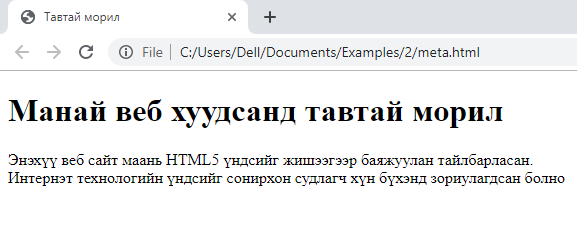 Тавтай морил
File
C:/Users/Dell/Documents/Examples/2/meta.html
Манай веб хуудсанд тавтай морил
Энэхүү веб сайт маань HTML5 үндсийг жишээгээр баяжуулан тайлбарласан.
Интернэт технологийн үндсийг сонирхон судлагч хүн бүхэнд зориулагдсан болно